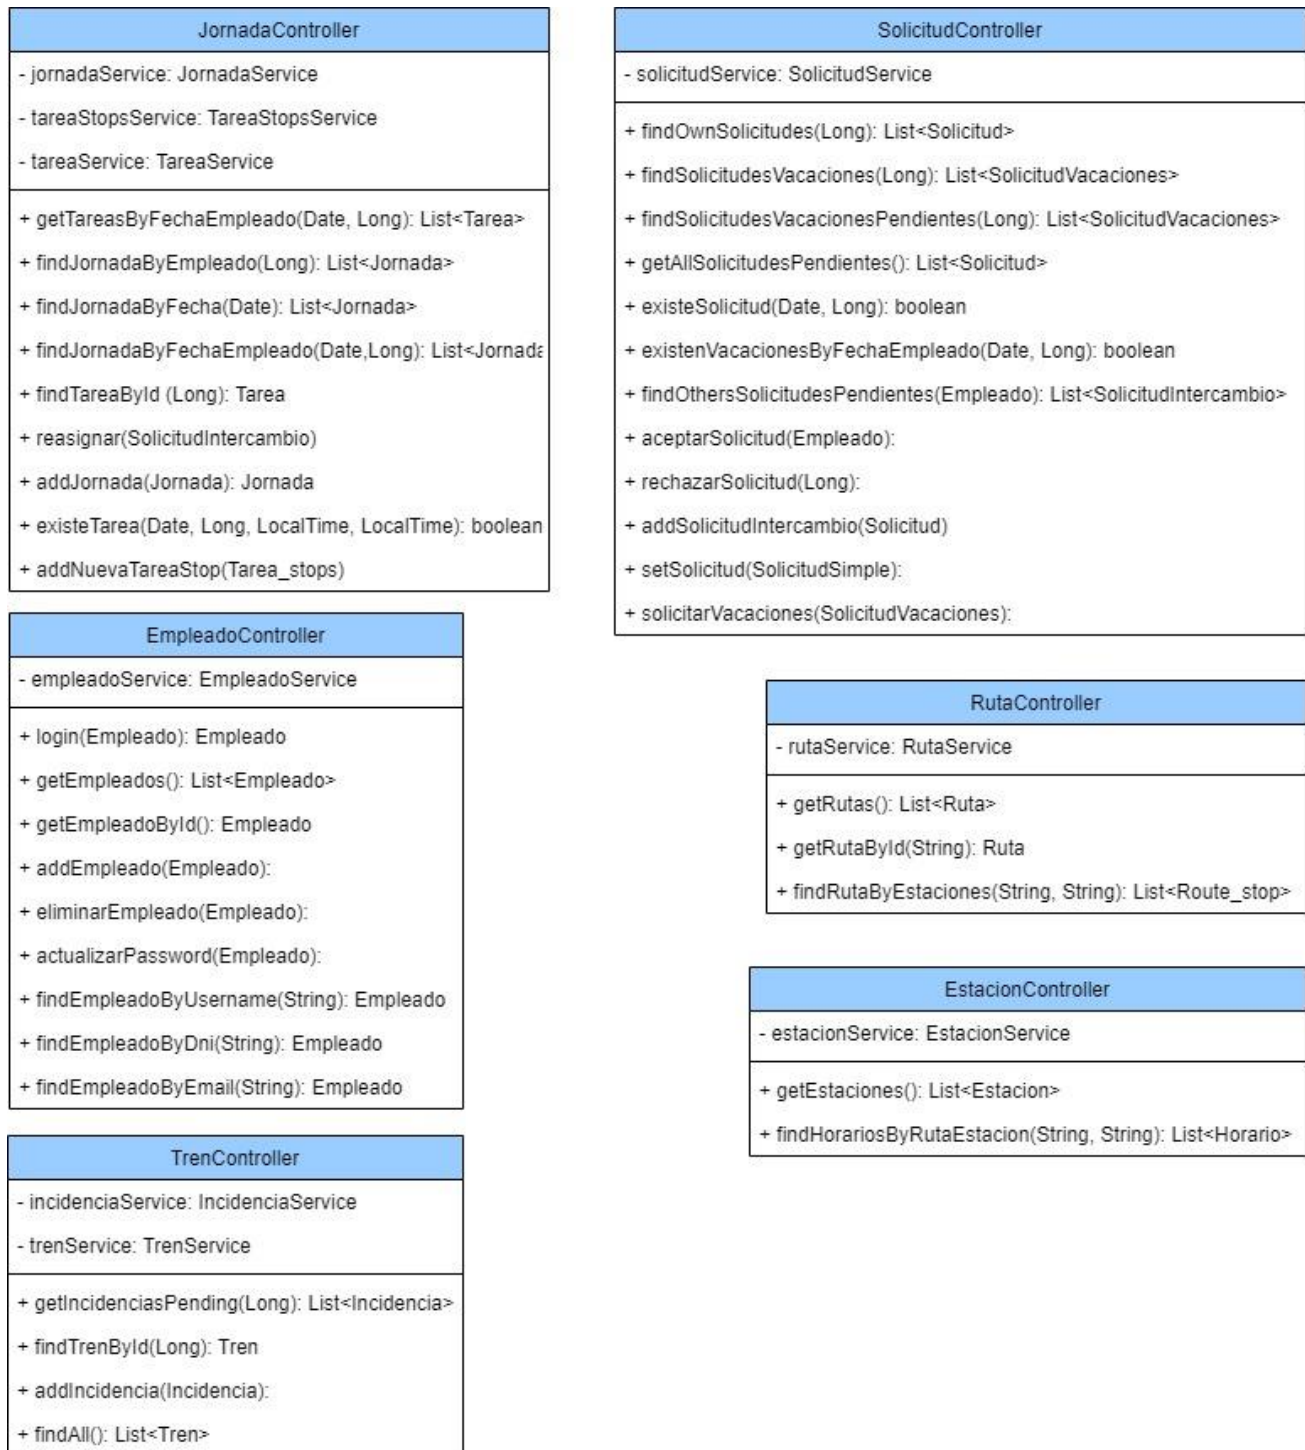 JornadaController
- jornadaService: JornadaService
- tareaStopsService: TareaStopsService
- tareaService: TareaService
+ getTareasByFechaEmpleado(Date, Long): List<Tarea>
+ findJornadaByEmpleado(Long): List<Jornada>
+ findJornadaByFecha(Date): List<Jornada>
+ findJornadaByFechaEmpleado(Date,Long): List<Jornada
+ findTareaById (Long): Tarea
+ reasignar(SolicitudIntercambio)
+ addJornada(Jornada): Jornada
+ existeTarea(Date, Long, LocalTime, LocalTime): boolean
+ addNuevaTareaStop(Tarea_stops)
SolicitudController
- solicitudService: SolicitudService
+ findOwnSolicitudes(Long): List<Solicitud>
+ findSolicitudesVacaciones(Long): List<SolicitudVacaciones>
+ findSolicitudesVacacionesPendientes(Long): List<SolicitudVacaciones>
+ getAllSolicitudesPendientes(): List<Solicitud>
+ existeSolicitud(Date, Long): boolean
+ existenVacacionesByFechaEmpleado(Date, Long): boolean
+ findOthersSolicitudesPendientes(Empleado): List<SolicitudIntercambio>
+ aceptarSolicitud(Empleado):
+ rechazarSolicitud(Long):
+ addSolicitudIntercambio(Solicitud)
+ setSolicitud(SolicitudSimple):
+ solicitarVacaciones(SolicitudVacaciones):
EmpleadoController
- empleadoService: EmpleadoService
+ login(Empleado): Empleado
+ getEmpleados(): List<Empleado>
+ getEmpleadoById(): Empleado
+ addEmpleado(Empleado):
+ eliminarEmpleado(Empleado):
+ actualizarPassword(Empleado):
+ findEmpleadoByUsername(String): Empleado
+ findEmpleadoByDni(String): Empleado
+ findEmpleadoByEmail(String): Empleado
RutaController
- rutaService: RutaService
+ getRutas(): List<Ruta>
+ getRutaById(String): Ruta
+ findRutaByEstaciones(String, String): List<Route_stop>
EstacionController
- estacionService: EstacionService
+ getEstaciones(): List<Estacion>
+ findHorariosByRutaEstacion(String, String): List<Horario>
TrenController
- incidenciaService: IncidenciaService
- trenService: TrenService
+ getIncidenciasPending(Long): List<Incidencia>
+ findTrenById(Long): Tren
+ addIncidencia(Incidencia):
+ findAll(): List<Tren>